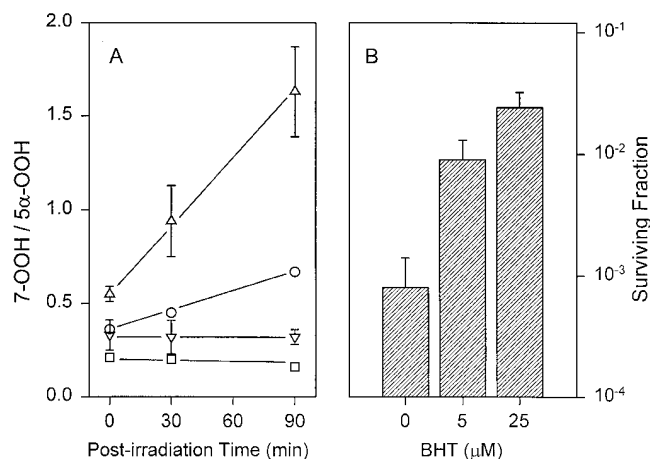 A
7-OOH / 5α-OOH
2.0
1.5
1.0
0.5
0.0
0
30
60
90
Post-irradiation Time (min)
B
10⁻¹
10⁻²
10⁻³
10⁻⁴
Surviving Fraction
0
5
25
BHT (μM)